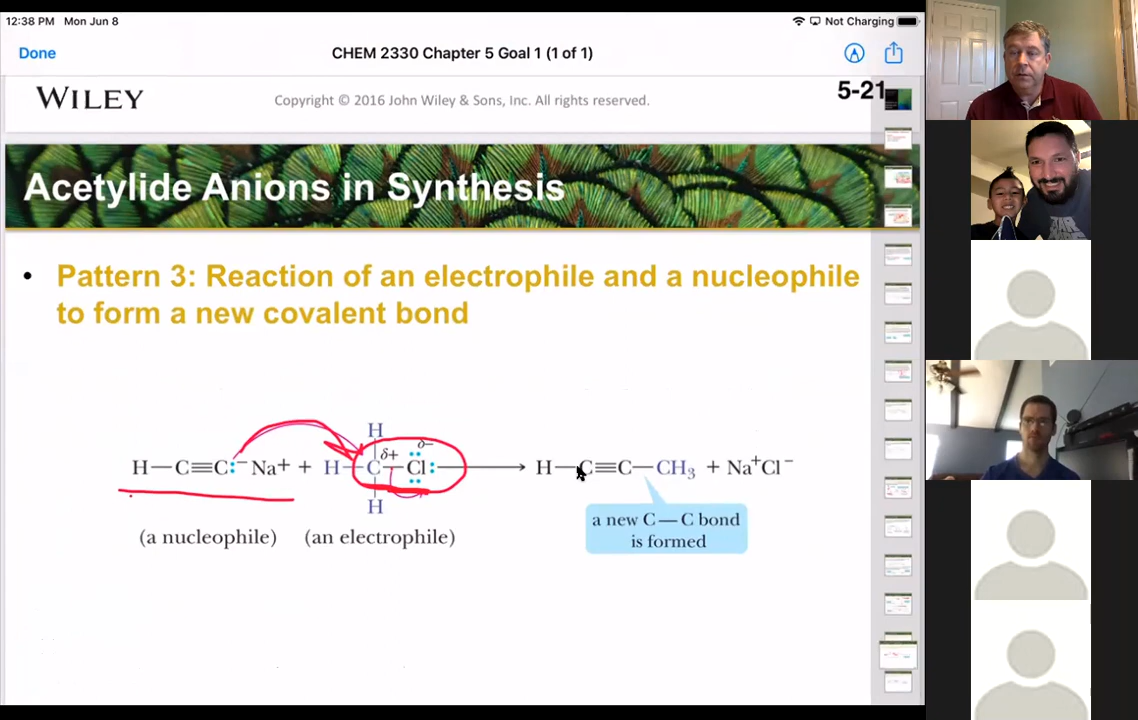 12:38 PM Mon Jun 8
Not Charging
Done
CHEM 2330 Chapter 5 Goal 1 (1 of 1)
WILEY
Copyright © 2016 John Wiley & Sons, Inc. All rights reserved.
5-21
Acetylide Anions in Synthesis
• Pattern 3: Reaction of an electrophile and a nucleophile
to form a new covalent bond
H
δ+ δ−
H—C≡C:⁻Na+ + H—C—Cl: ⟶ H—C≡C—CH₃ + Na⁺Cl⁻
H
(a nucleophile) (an electrophile)
a new C—C bond
is formed